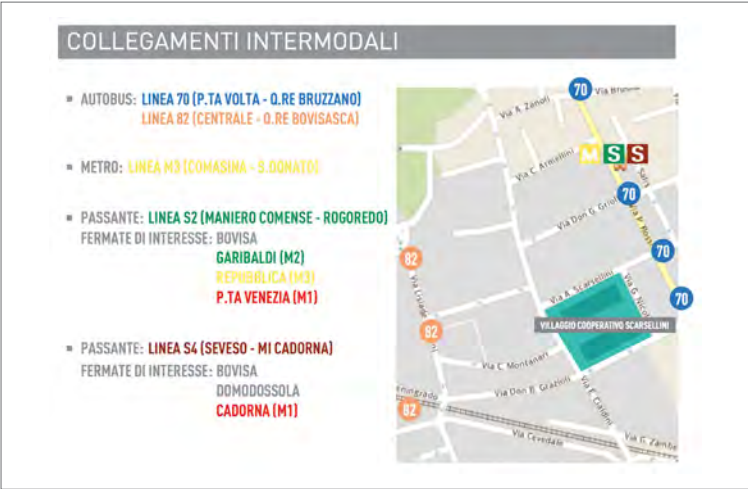 COLLEGAMENTI INTERMODALI
AUTOBUS: LINEA 70 (P.TA VOLTA - Q.RE BRUZZANO)
LINEA 82 (CENTRALE - Q.RE BOVISASCA)
METRO: LINEA M3 (COMASINA - S.DONATO)
PASSANTE: LINEA S2 (MANIERO COMENSE - ROGOREDO)
FERMATE DI INTERESSE: BOVISA
GARIBALDI (M2)
REPUBBLICA (M3)
P.TA VENEZIA (M1)
PASSANTE: LINEA S4 (SEVESO - MI CADORNA)
FERMATE DI INTERESSE: BOVISA
DOMODOSSOLA
CADORNA (M1)
70
Via A. Zanoli
M S S
Via C. Armellini
70
Via Don G.
Via P. Rossi
82
70
Via A. Scarsellini
Via G.
70
VILLAGGIO COOPERATIVO SCARSELLINI
82
Via C. Montanari
Via Don B. Grazioli
Via E. Cialdini
82
Via Cevedale
Via G.